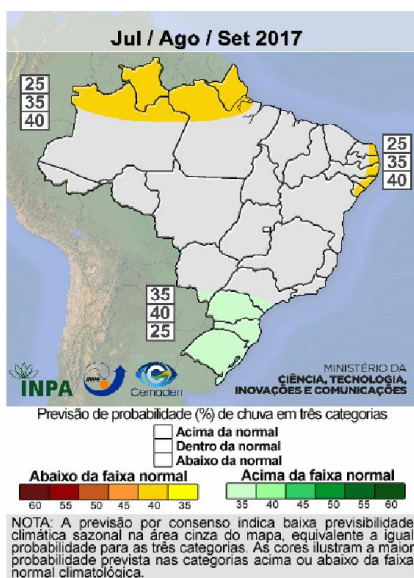 Jul / Ago / Set 2017
25
35
40
25
35
40
35
40
25
INPA
INPE
Cemaden
MINISTÉRIO DA
CIÊNCIA, TECNOLOGIA,
INOVAÇÕES E COMUNICAÇÕES
Previsão de probabilidade (%) de chuva em três categorias
Acima da normal
Dentro da normal
Abaixo da normal
Abaixo da faixa normal
Acima da faixa normal
60 55 50 45 40 35
35 40 45 50 55 60
NOTA: A previsão por consenso indica baixa previsibilidade
climática sazonal na área cinza do mapa, equivalente a igual
probabilidade para as três categorias. As cores ilustram a maior
probabilidade prevista nas categorias acima ou abaixo da faixa
normal climatológica.